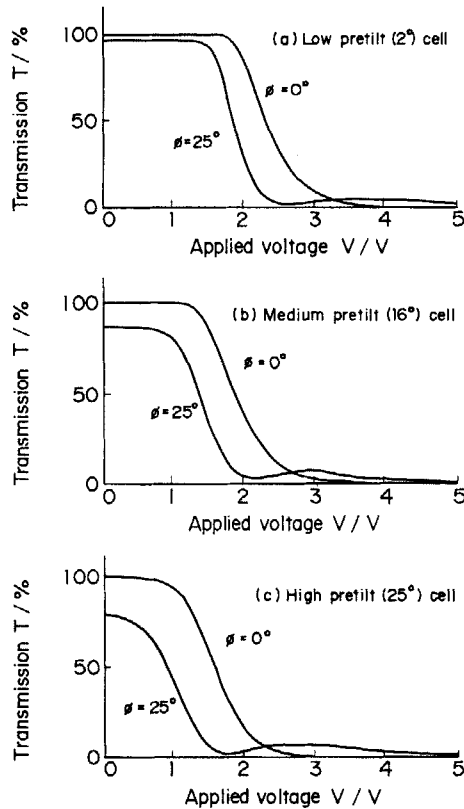 Transmission T / %
100
50
0
(a) Low pretilt (2°) cell
ø = 0°
ø = 25°
0 1 2 3 4 5
Applied voltage V / V
Transmission T / %
100
50
0
(b) Medium pretilt (16°) cell
ø = 0°
ø = 25°
0 1 2 3 4 5
Applied voltage V / V
Transmission T / %
100
50
0
(c) High pretilt (25°) cell
ø = 0°
ø = 25°
0 1 2 3 4 5
Applied voltage V / V